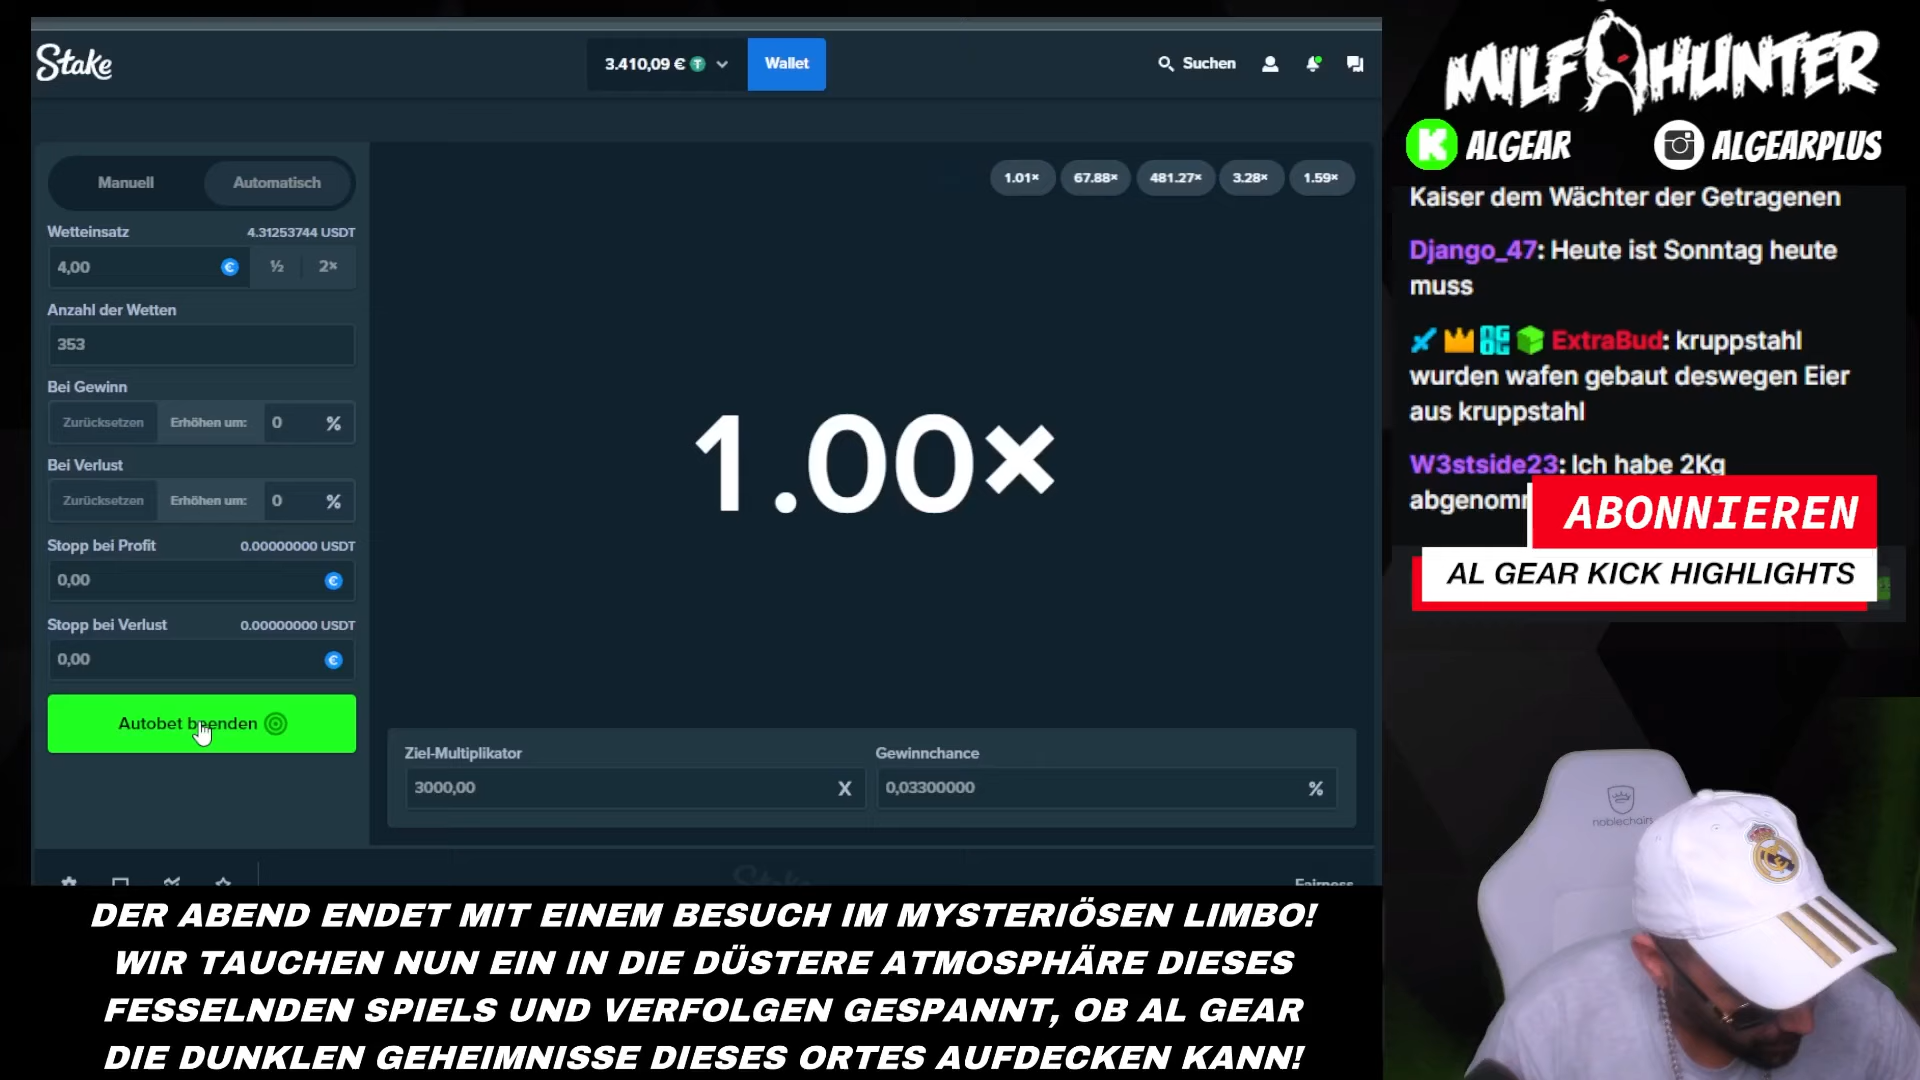 Stake
3.410,09 €
Wallet
Suchen
Manuell
Automatisch
Wetteinsatz
4.31253744 USDT
4,00
½
2×
Anzahl der Wetten
353
Bei Gewinn
Zurücksetzen
Erhöhen um:
0
%
Bei Verlust
Zurücksetzen
Erhöhen um:
0
%
Stopp bei Profit
0.00000000 USDT
0,00
Stopp bei Verlust
0.00000000 USDT
0,00
Autobet beenden
1.01×
67.88×
481.27×
3.28×
1.59×
1.00×
Ziel-Multiplikator
3000,00
X
Gewinnchance
0,03300000
%
Stake
Fairness
MILF HUNTER
K ALGEAR
ALGEARPLUS
Kaiser dem Wächter der Getragenen
Django_47: Heute ist Sonntag heute
muss
ExtraBud: kruppstahl
wurden wafen gebaut deswegen Eier
aus kruppstahl
W3stside23: Ich habe 2Kg
ABONNIEREN
AL GEAR KICK HIGHLIGHTS
noblechairs
DER ABEND ENDET MIT EINEM BESUCH IM MYSTERIÖSEN LIMBO!
WIR TAUCHEN NUN EIN IN DIE DÜSTERE ATMOSPHÄRE DIESES
FESSELNDEN SPIELS UND VERFOLGEN GESPANNT, OB AL GEAR
DIE DUNKLEN GEHEIMNISSE DIESES ORTES AUFDECKEN KANN!